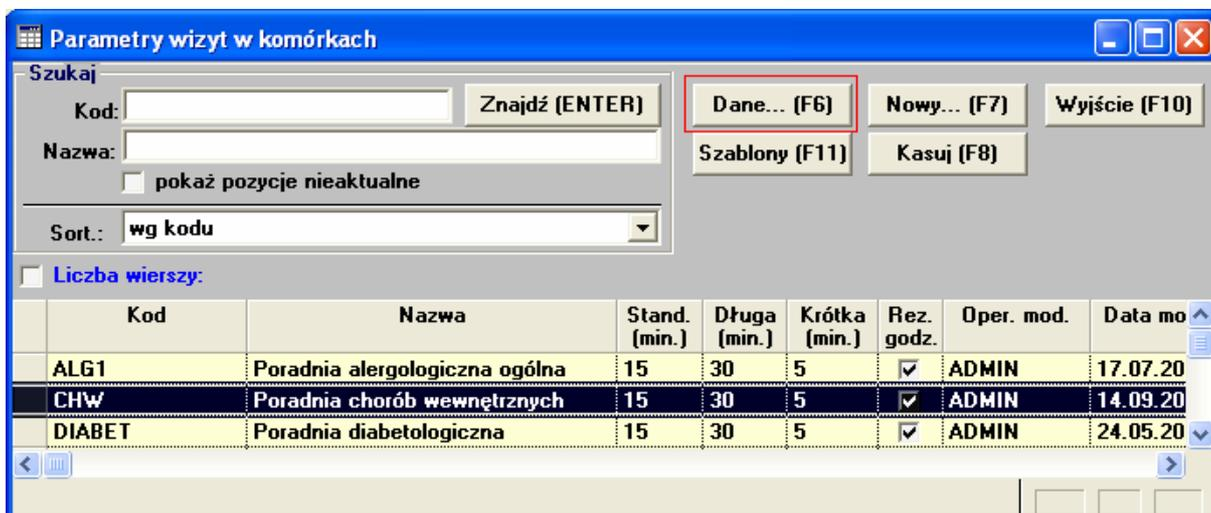 Parametry wizyt w komórkach
Szukaj
Kod: Znajdź (ENTER) Dane... (F6) Nowy... (F7) Wyjście (F10)
Nazwa: Szablony (F11) Kasuj (F8)
pokaż pozycje nieaktualne
Sort.: wg kodu
Liczba wierszy:
Kod Nazwa Stand. (min.) Długa (min.) Krótka (min.) Rez. godz. Oper. mod. Data mo
ALG1 Poradnia alergologiczna ogólna 15 30 5 ADMIN 17.07.20
CHW Poradnia chorób wewnętrznych 15 30 5 ADMIN 14.09.20
DIABET Poradnia diabetologiczna 15 30 5 ADMIN 24.05.20